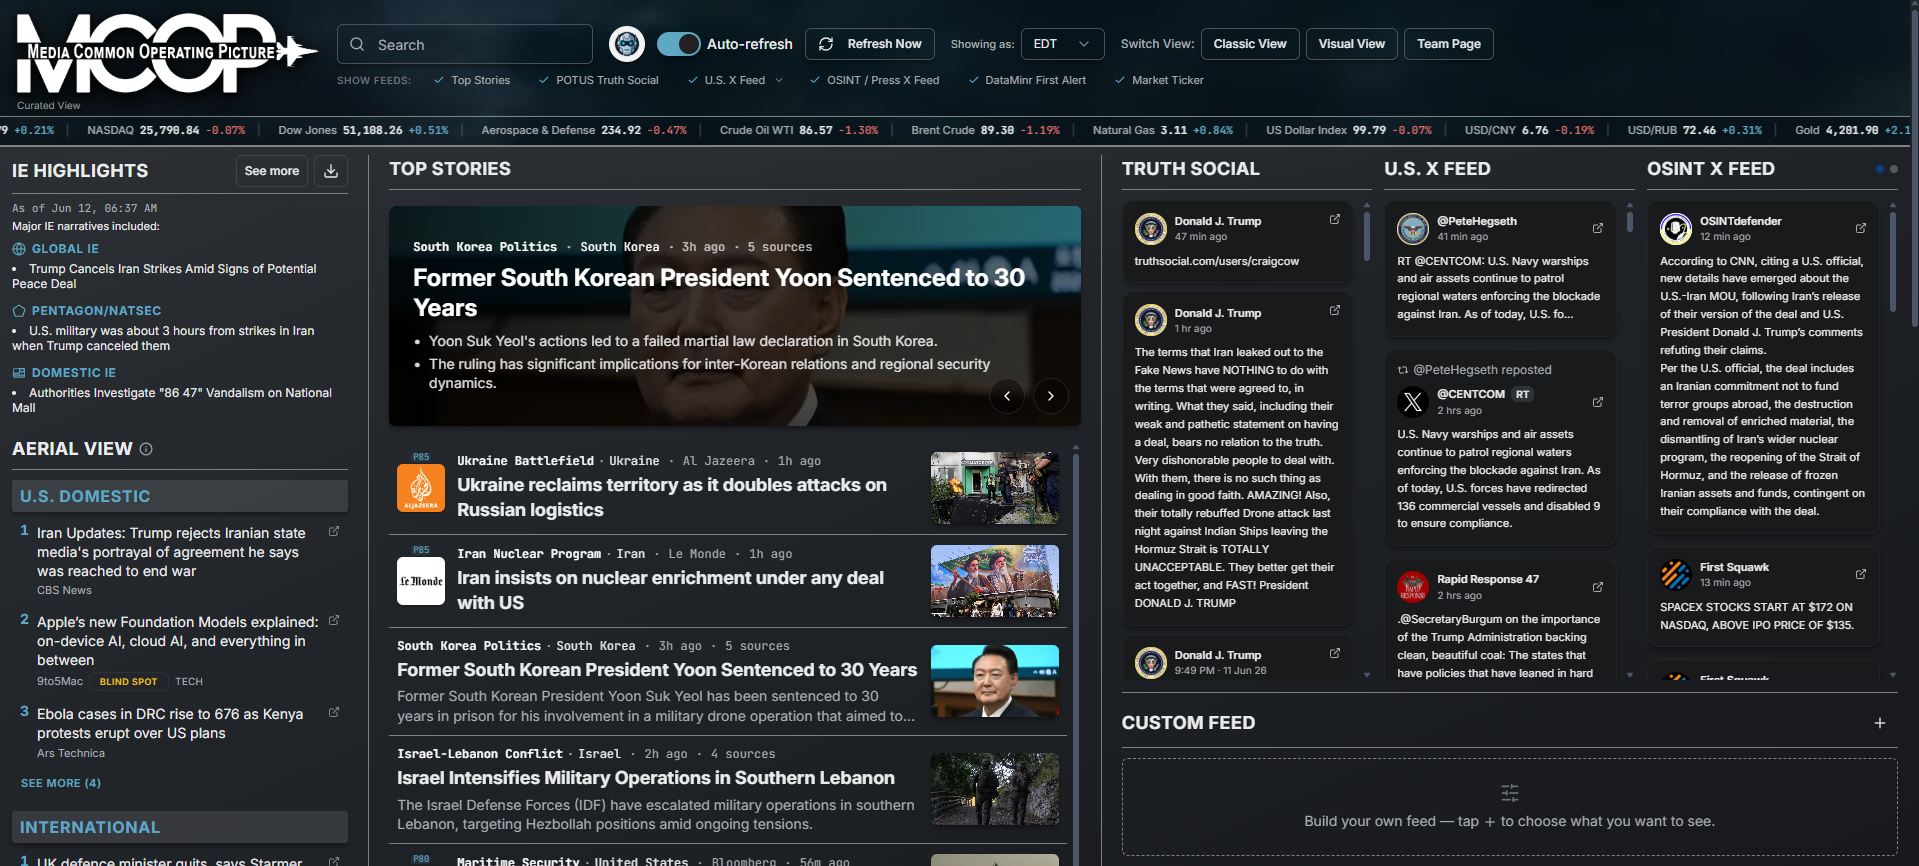 MCOP
MEDIA COMMON OPERATING PICTURE
Curated View
Search
Auto-refresh
Refresh Now
Showing as:
EDT
Switch View:
Classic View
Visual View
Team Page
SHOW FEEDS:
Top Stories
POTUS Truth Social
U.S. X Feed
OSINT / Press X Feed
DataMinr First Alert
Market Ticker
9 +0.21%
NASDAQ 25,790.84 -0.07%
Dow Jones 51,108.26 +0.51%
Aerospace & Defense 234.92 -0.47%
Crude Oil WTI 86.57 -1.30%
Brent Crude 89.30 -1.19%
Natural Gas 3.11 +0.84%
US Dollar Index 99.79 -0.07%
USD/CNY 6.76 -0.19%
USD/RUB 72.46 +0.31%
Gold 4,201.90 +2.1
IE HIGHLIGHTS
See more
As of Jun 12, 06:37 AM
Major IE narratives included:
GLOBAL IE
• Trump Cancels Iran Strikes Amid Signs of Potential
Peace Deal
PENTAGON/NATSEC
• U.S. military was about 3 hours from strikes in Iran
when Trump canceled them
DOMESTIC IE
• Authorities Investigate "86 47" Vandalism on National
Mall
AERIAL VIEW
U.S. DOMESTIC
1 Iran Updates: Trump rejects Iranian state
media's portrayal of agreement he says
was reached to end war
CBS News
2 Apple's new Foundation Models explained:
on-device AI, cloud AI, and everything in
between
9to5Mac BLIND SPOT TECH
3 Ebola cases in DRC rise to 676 as Kenya
protests erupt over US plans
Ars Technica
SEE MORE (4)
INTERNATIONAL
1 UK defence minister quits, says Starmer
TOP STORIES
South Korea Politics · South Korea · 3h ago · 5 sources
Former South Korean President Yoon Sentenced to 30
Years
• Yoon Suk Yeol's actions led to a failed martial law declaration in South Korea.
• The ruling has significant implications for inter-Korean relations and regional security
dynamics.
P85
ALJAZEERA
Ukraine Battlefield · Ukraine · Al Jazeera · 1h ago
Ukraine reclaims territory as it doubles attacks on
Russian logistics
P85
Le Monde
Iran Nuclear Program · Iran · Le Monde · 1h ago
Iran insists on nuclear enrichment under any deal
with US
South Korea Politics · South Korea · 3h ago · 5 sources
Former South Korean President Yoon Sentenced to 30 Years
Former South Korean President Yoon Suk Yeol has been sentenced to 30
years in prison for his involvement in a military drone operation that aimed to...
Israel-Lebanon Conflict · Israel · 2h ago · 4 sources
Israel Intensifies Military Operations in Southern Lebanon
The Israel Defense Forces (IDF) have escalated military operations in southern
Lebanon, targeting Hezbollah positions amid ongoing tensions.
P80
Maritime Security · United States · Bloomberg · 56m ago
TRUTH SOCIAL
Donald J. Trump
47 min ago
truthsocial.com/users/craigcow
Donald J. Trump
1 hr ago
The terms that Iran leaked out to the
Fake News have NOTHING to do with
the terms that were agreed to, in
writing. What they said, including their
weak and pathetic statement on having
a deal, bears no relation to the truth.
Very dishonorable people to deal with.
With them, there is no such thing as
dealing in good faith. AMAZING! Also,
their totally rebuffed Drone attack last
night against Indian Ships leaving the
Hormuz Strait is TOTALLY
UNACCEPTABLE. They better get their
act together, and FAST! President
DONALD J. TRUMP
Donald J. Trump
9:49 PM · 11 Jun 26
U.S. X FEED
@PeteHegseth
41 min ago
RT @CENTCOM: U.S. Navy warships
and air assets continue to patrol
regional waters enforcing the blockade
against Iran. As of today, U.S. fo...
@PeteHegseth reposted
@CENTCOM RT
2 hrs ago
U.S. Navy warships and air assets
continue to patrol regional waters
enforcing the blockade against Iran. As
of today, U.S. forces have redirected
136 commercial vessels and disabled 9
to ensure compliance.
Rapid Response 47
2 hrs ago
.@SecretaryBurgum on the importance
of the Trump Administration backing
clean, beautiful coal: The states that
have policies that have leaned in hard
OSINT X FEED
OSINTdefender
12 min ago
According to CNN, citing a U.S. official,
new details have emerged about the
U.S.-Iran MOU, following Iran's release
of their version of the deal and U.S.
President Donald J. Trump's comments
refuting their claims.
Per the U.S. official, the deal includes
an Iranian commitment not to fund
terror groups abroad, the destruction
and removal of enriched material, the
dismantling of Iran's wider nuclear
program, the reopening of the Strait of
Hormuz, and the release of frozen
Iranian assets and funds, contingent on
their compliance with the deal.
First Squawk
13 min ago
SPACEX STOCKS START AT $172 ON
NASDAQ, ABOVE IPO PRICE OF $135.
First Squawk
CUSTOM FEED
Build your own feed — tap + to choose what you want to see.